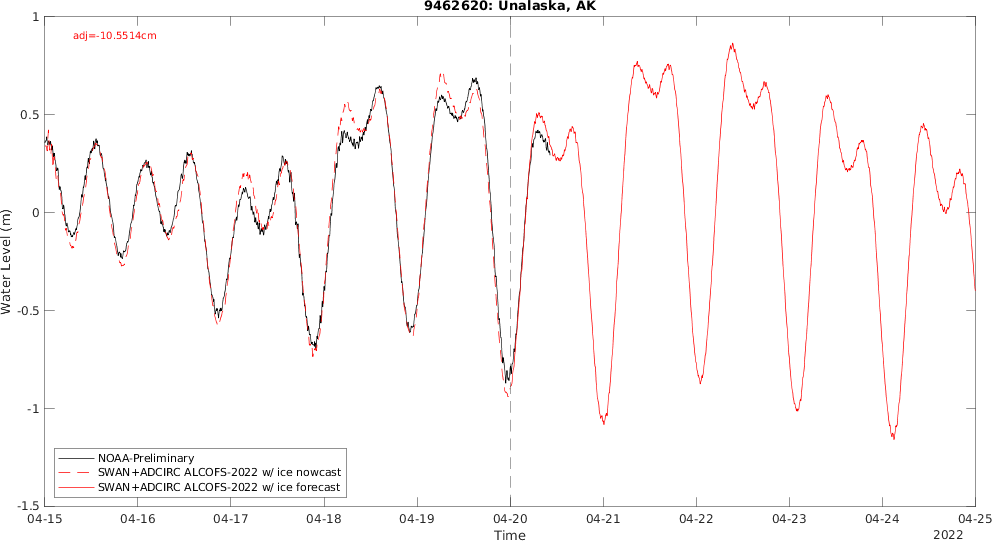 9462620: Unalaska, AK
adj=-10.5514cm
1
0.5
0
-0.5
-1
-1.5
Water Level (m)
NOAA-Preliminary
SWAN+ADCIRC ALCOFS-2022 w/ ice nowcast
SWAN+ADCIRC ALCOFS-2022 w/ ice forecast
04-15 04-16 04-17 04-18 04-19 04-20 04-21 04-22 04-23 04-24 04-25
Time
2022